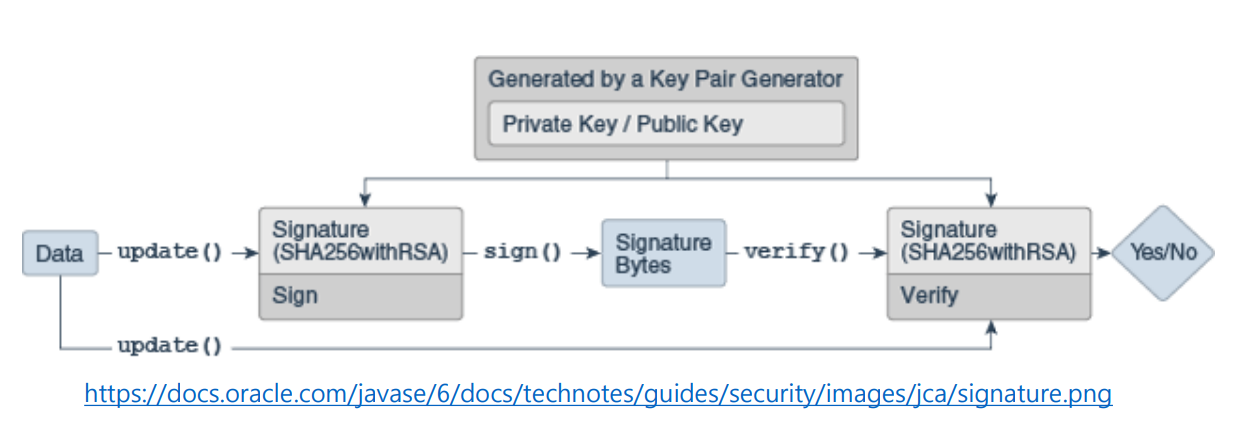 Generated by a Key Pair Generator
Private Key / Public Key
Data
update()
Signature
(SHA256withRSA)
Sign
sign()
Signature
Bytes
verify()
Signature
(SHA256withRSA)
Verify
Yes/No
update()
https://docs.oracle.com/javase/6/docs/technotes/guides/security/images/jca/signature.png